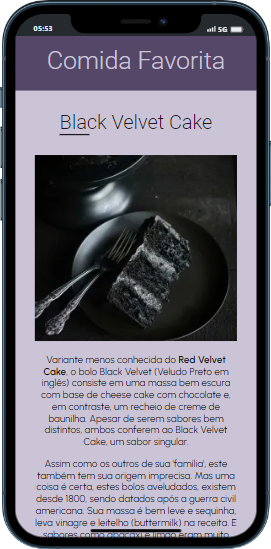 05:53
5G
Comida Favorita
Black Velvet Cake
Variante menos conhecida do Red Velvet
Cake, o bolo Black Velvet (Veludo Preto em
inglês) consiste em uma massa bem escura
com base de cheese cake com chocolate e,
em contraste, um recheio de creme de
baunilha. Apesar de serem sabores bem
distintos, ambos conferem ao Black Velvet
Cake, um sabor singular.
Assim como os outros de sua 'família', este
também tem sua origem imprecisa. Mas uma
coisa é certa, estes bolos aveludados, existem
desde 1800, sendo datados após a guerra civil
americana. Sua massa é bem leve e sequinha,
leva vinagre e leitelho (buttermilk) na receita. E
sabores como abacaxi e limão eram muito